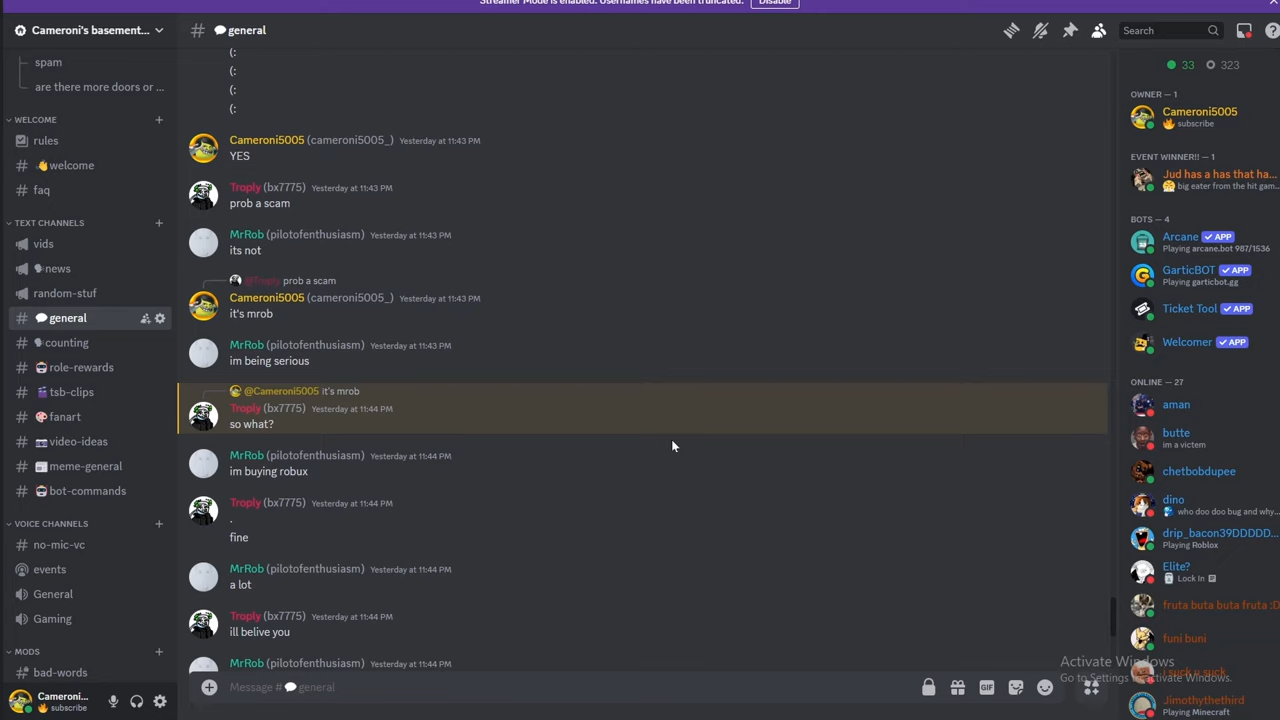 Streamer Mode is enabled. Usernames have been truncated. Disable
Cameroni's basement...
spam
are there more doors or ...
WELCOME
rules
# 👋welcome
# faq
TEXT CHANNELS
vids
🗣news
random-stuf
# 💬general
# 🗣counting
# 🎅role-rewards
# 🎬tsb-clips
# 🎨fanart
# 📹video-ideas
# 📰meme-general
# 🎅bot-commands
VOICE CHANNELS
no-mic-vc
events
General
Gaming
MODS
# bad-words
Cameroni...
🔥 subscribe
# 💬general
Search
(:
(:
(:
(:
Cameroni5005 (cameroni5005_) Yesterday at 11:43 PM
YES
Troply (bx7775) Yesterday at 11:43 PM
prob a scam
MrRob (pilotofenthusiasm) Yesterday at 11:43 PM
its not
@Troply prob a scam
Cameroni5005 (cameroni5005_) Yesterday at 11:43 PM
it's mrob
MrRob (pilotofenthusiasm) Yesterday at 11:43 PM
im being serious
@Cameroni5005 it's mrob
Troply (bx7775) Yesterday at 11:44 PM
so what?
MrRob (pilotofenthusiasm) Yesterday at 11:44 PM
im buying robux
Troply (bx7775) Yesterday at 11:44 PM
.
fine
MrRob (pilotofenthusiasm) Yesterday at 11:44 PM
a lot
Troply (bx7775) Yesterday at 11:44 PM
ill belive you
MrRob (pilotofenthusiasm) Yesterday at 11:44 PM
Message # 💬general
GIF
33 323
OWNER — 1
Cameroni5005
🔥 subscribe
EVENT WINNER!! — 1
Jud has a has that ha...
😤 big eater from the hit gam...
BOTS — 4
Arcane ✓ APP
Playing arcane.bot 987/1536
GarticBOT ✓ APP
Playing garticbot.gg
Ticket Tool ✓ APP
Welcomer ✓ APP
ONLINE — 27
aman
butte
im a victem
chetbobdupee
dino
who doo doo bug and why...
drip_bacon39DDDDD...
Playing Roblox
Elite?
Lock In
fruta buta buta fruta :D
funi buni
i suck u suck
Jimothythethird
Playing Minecraft
Activate Windows
Go to Settings to activate Windows.